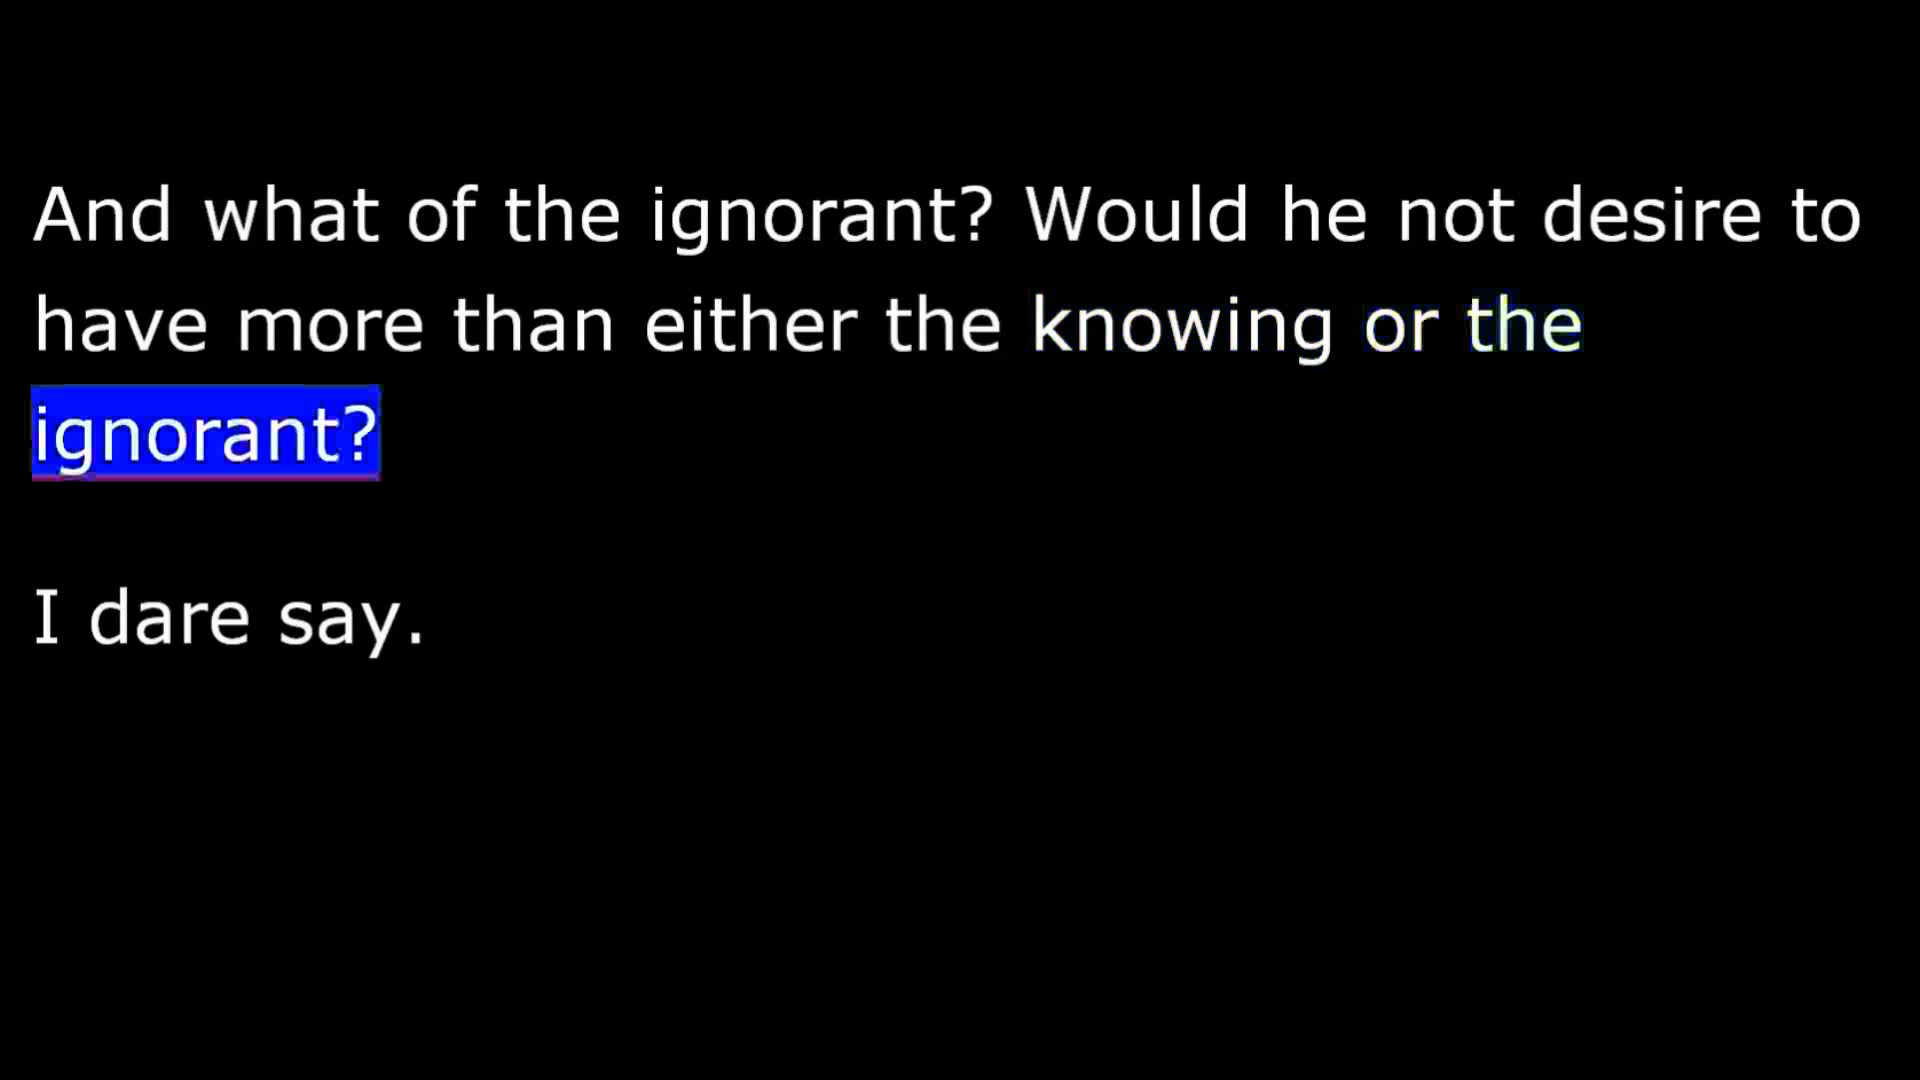 And what of the ignorant? Would he not desire to
have more than either the knowing or the
ignorant?
I dare say.